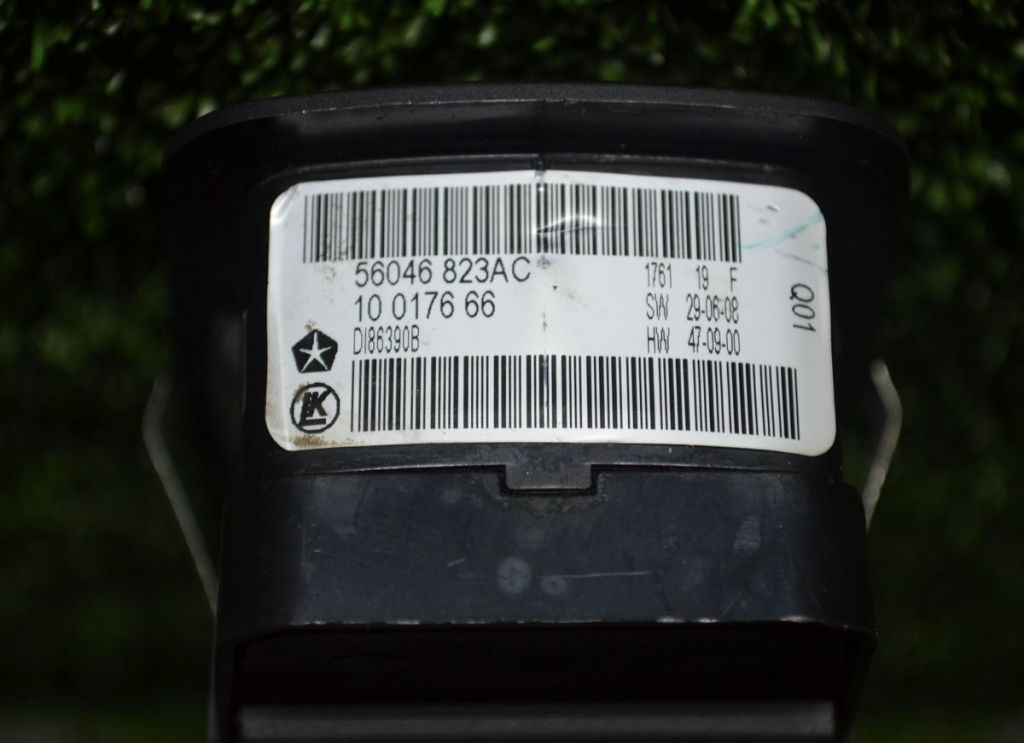 56046 823AC
10 0176 66
DI86390B
1761 19 F
SW 29-06-08
HW 47-09-00
Q01
K